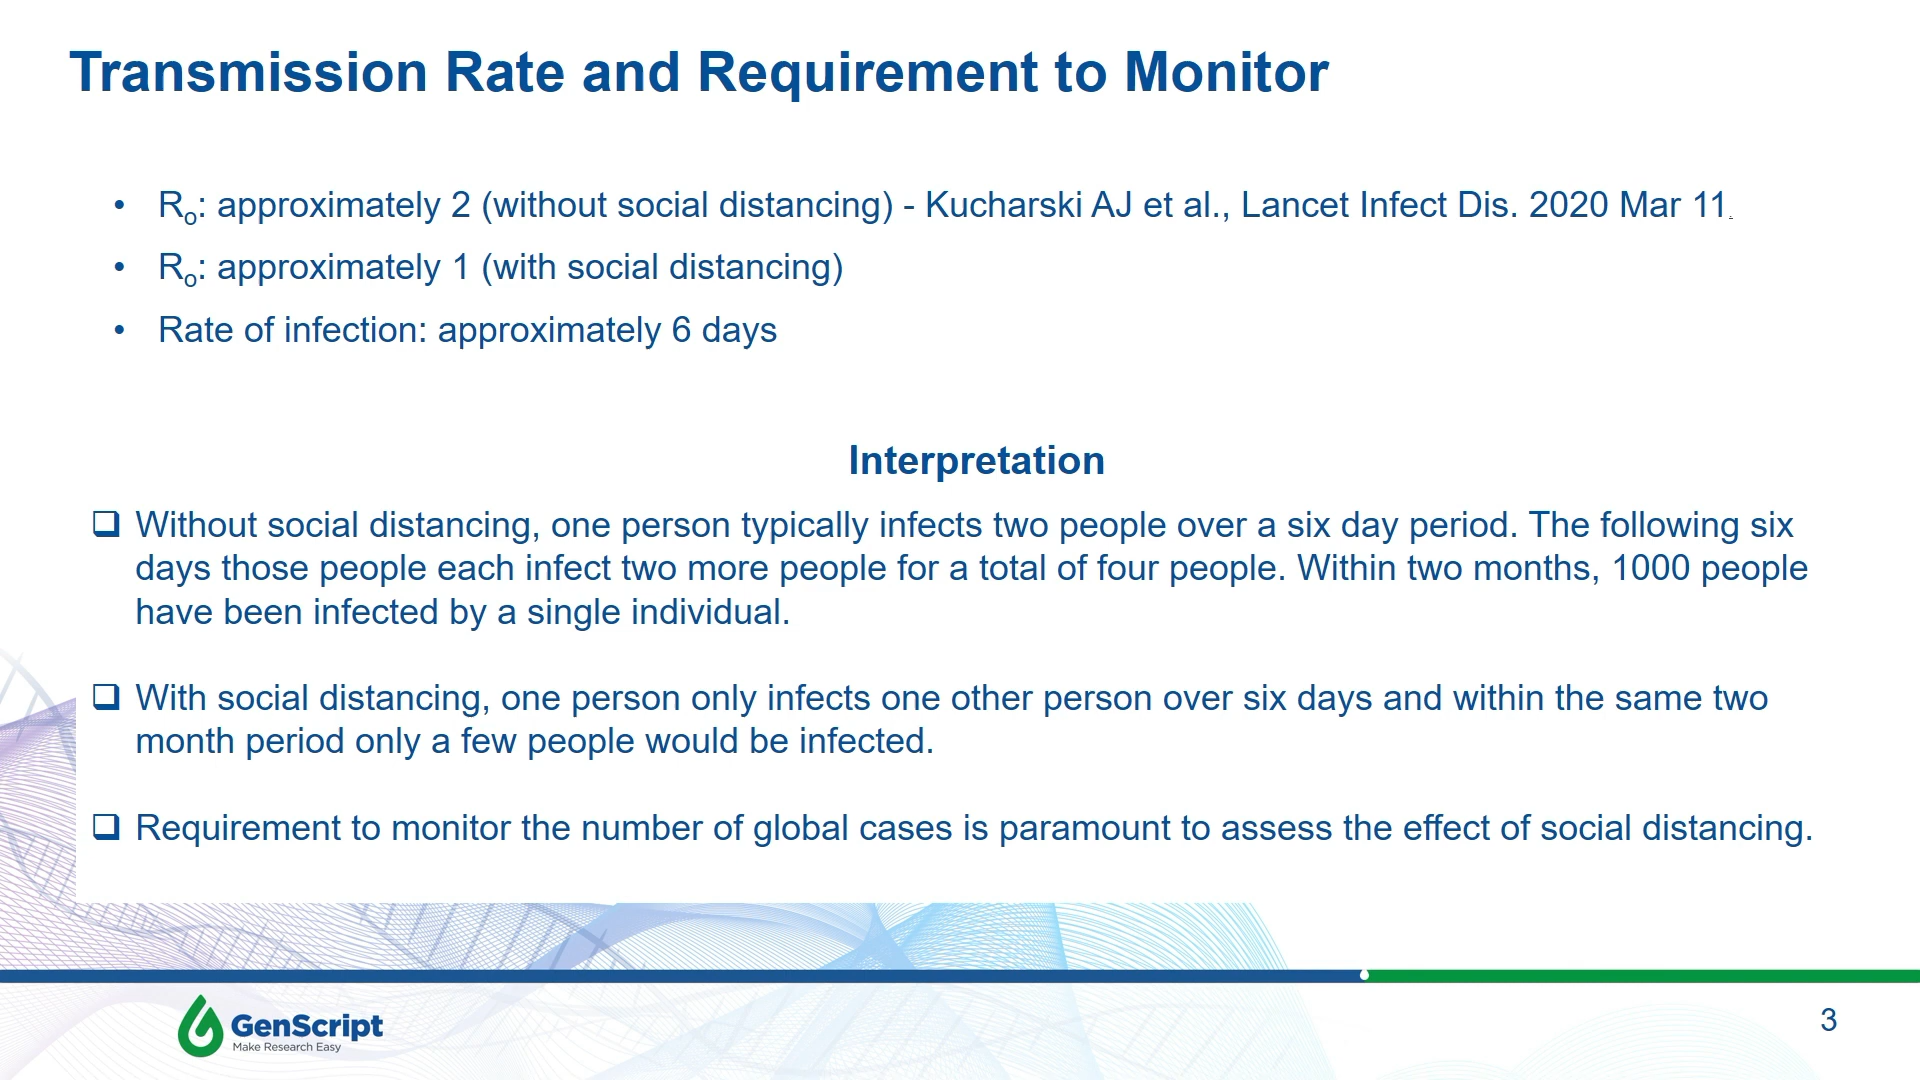 Transmission Rate and Requirement to Monitor
• Ro: approximately 2 (without social distancing) - Kucharski AJ et al., Lancet Infect Dis. 2020 Mar 11.
• Ro: approximately 1 (with social distancing)
• Rate of infection: approximately 6 days
Interpretation
❑ Without social distancing, one person typically infects two people over a six day period. The following six
days those people each infect two more people for a total of four people. Within two months, 1000 people
have been infected by a single individual.
❑ With social distancing, one person only infects one other person over six days and within the same two
month period only a few people would be infected.
❑ Requirement to monitor the number of global cases is paramount to assess the effect of social distancing.
GenScript
Make Research Easy
3